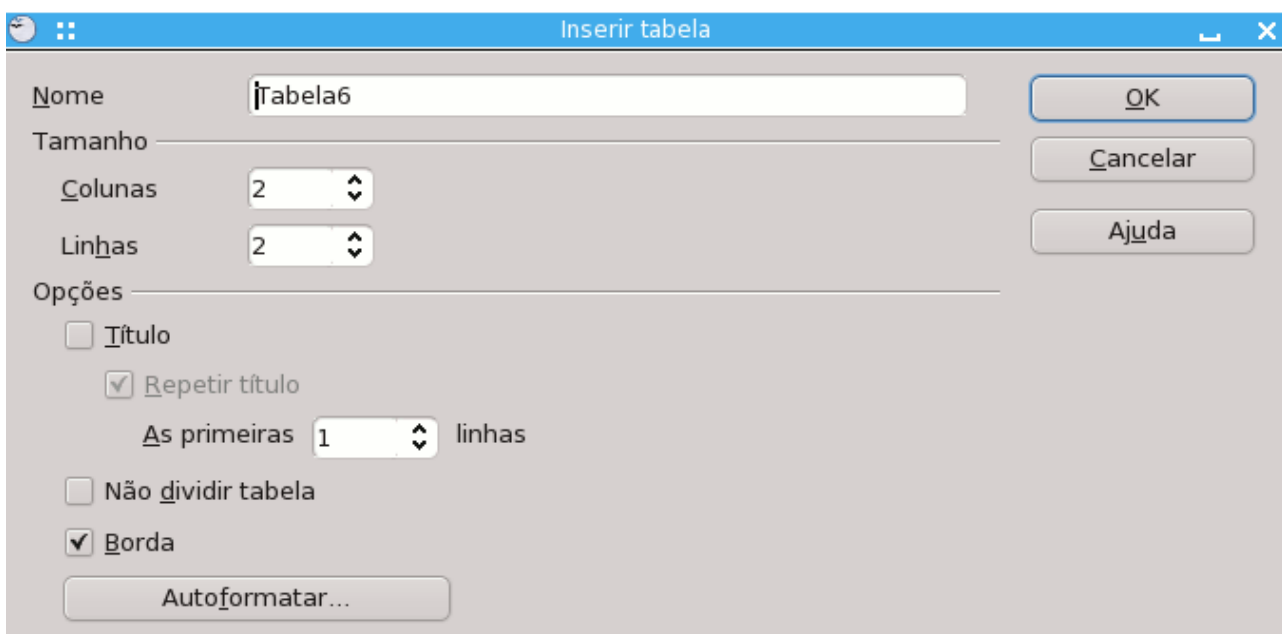 Inserir tabela
Nome Tabela6
OK
Tamanho
Cancelar
Colunas 2
Ajuda
Linhas 2
Opções
Título
Repetir título
As primeiras 1 linhas
Não dividir tabela
Borda
Autoformatar...